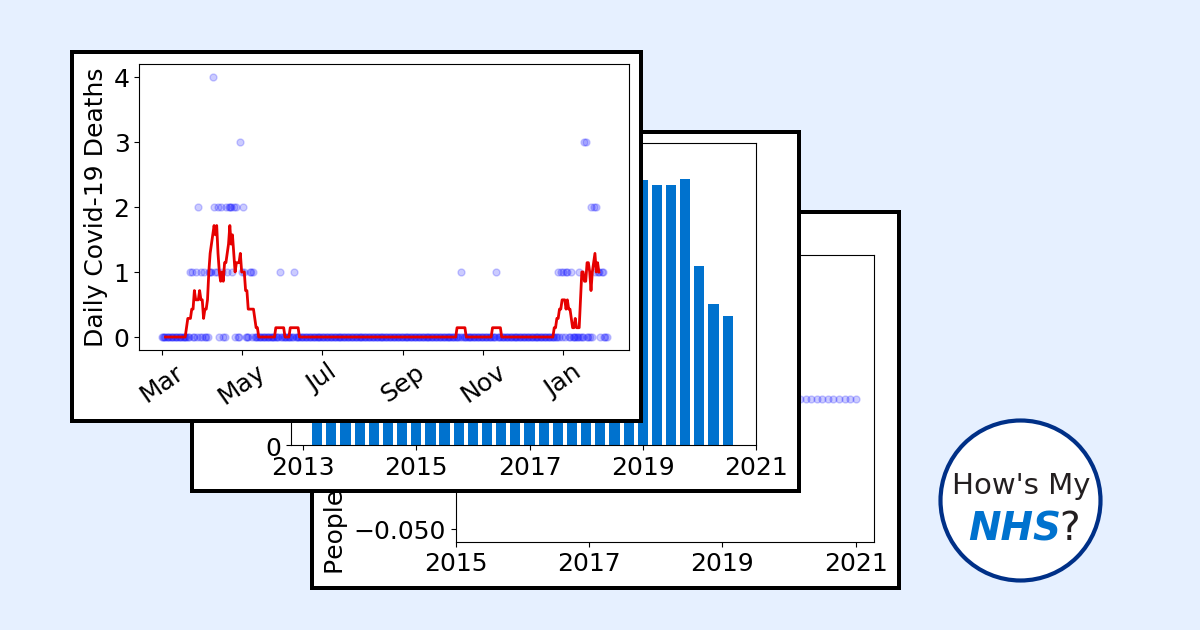 Daily Covid-19 Deaths
4
3
2
1
0
Mar May Jul Sep Nov Jan
0
2013 2015 2017 2019 2021
People
−0.050
2015 2017 2019 2021
How's My
NHS?